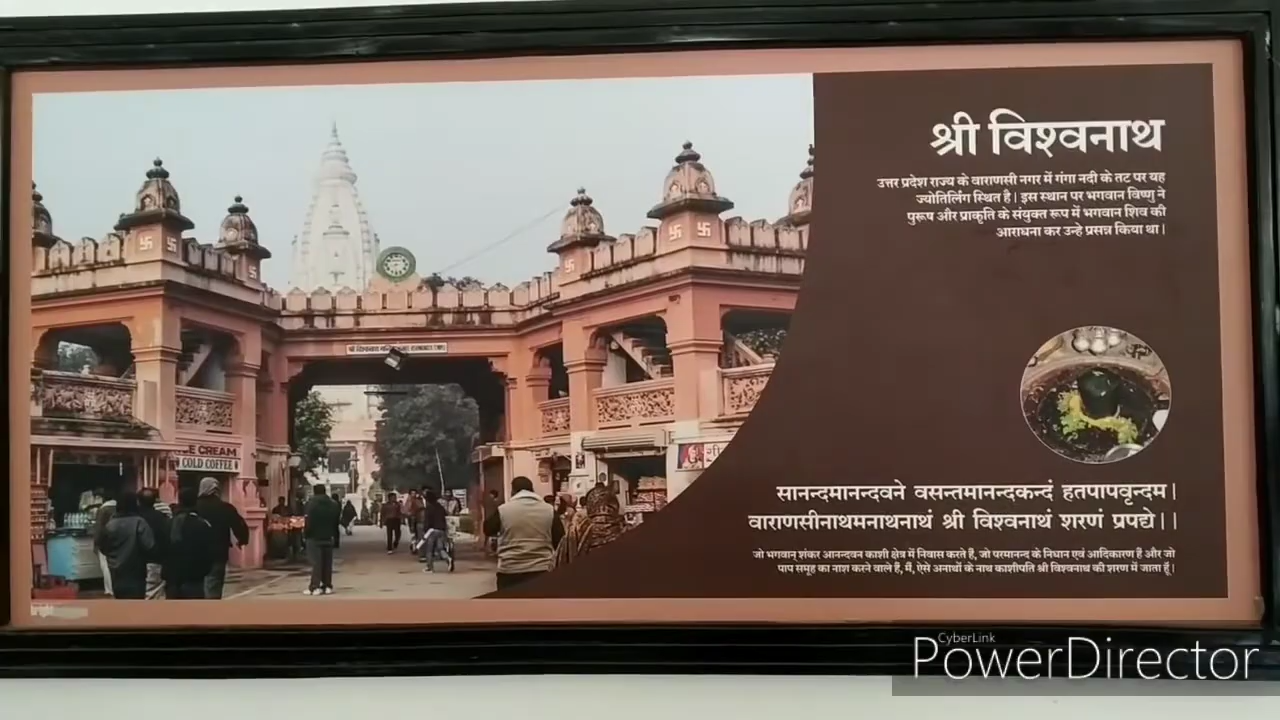 श्री विश्वनाथ
उत्तर प्रदेश राज्य के वाराणसी नगर में गंगा नदी के तट पर यह
ज्योतिर्लिंग स्थित है। इस स्थान पर भगवान विष्णु ने
पुरूष और प्राकृति के संयुक्त रूप में भगवान शिव की
आराधना कर उन्हे प्रसन्न किया था।
CREAM
COLD COFFEE
सानन्दमानन्दवने वसन्तमानन्दकन्दं हतपापवृन्दम।
वाराणसीनाथमनाथनाथं श्री विश्वनाथं शरणं प्रपद्ये।।
जो भगवान् शंकर आनन्दवन काशी क्षेत्र में निवास करते हैं, जो परमानन्द के निधान एवं आदिकारण हैं और जो
पाप समूह का नाश करने वाले हैं, मैं, ऐसे अनाथों के नाथ काशीपति श्री विश्वनाथ की शरण में जाता हूँ।
CyberLink
PowerDirector